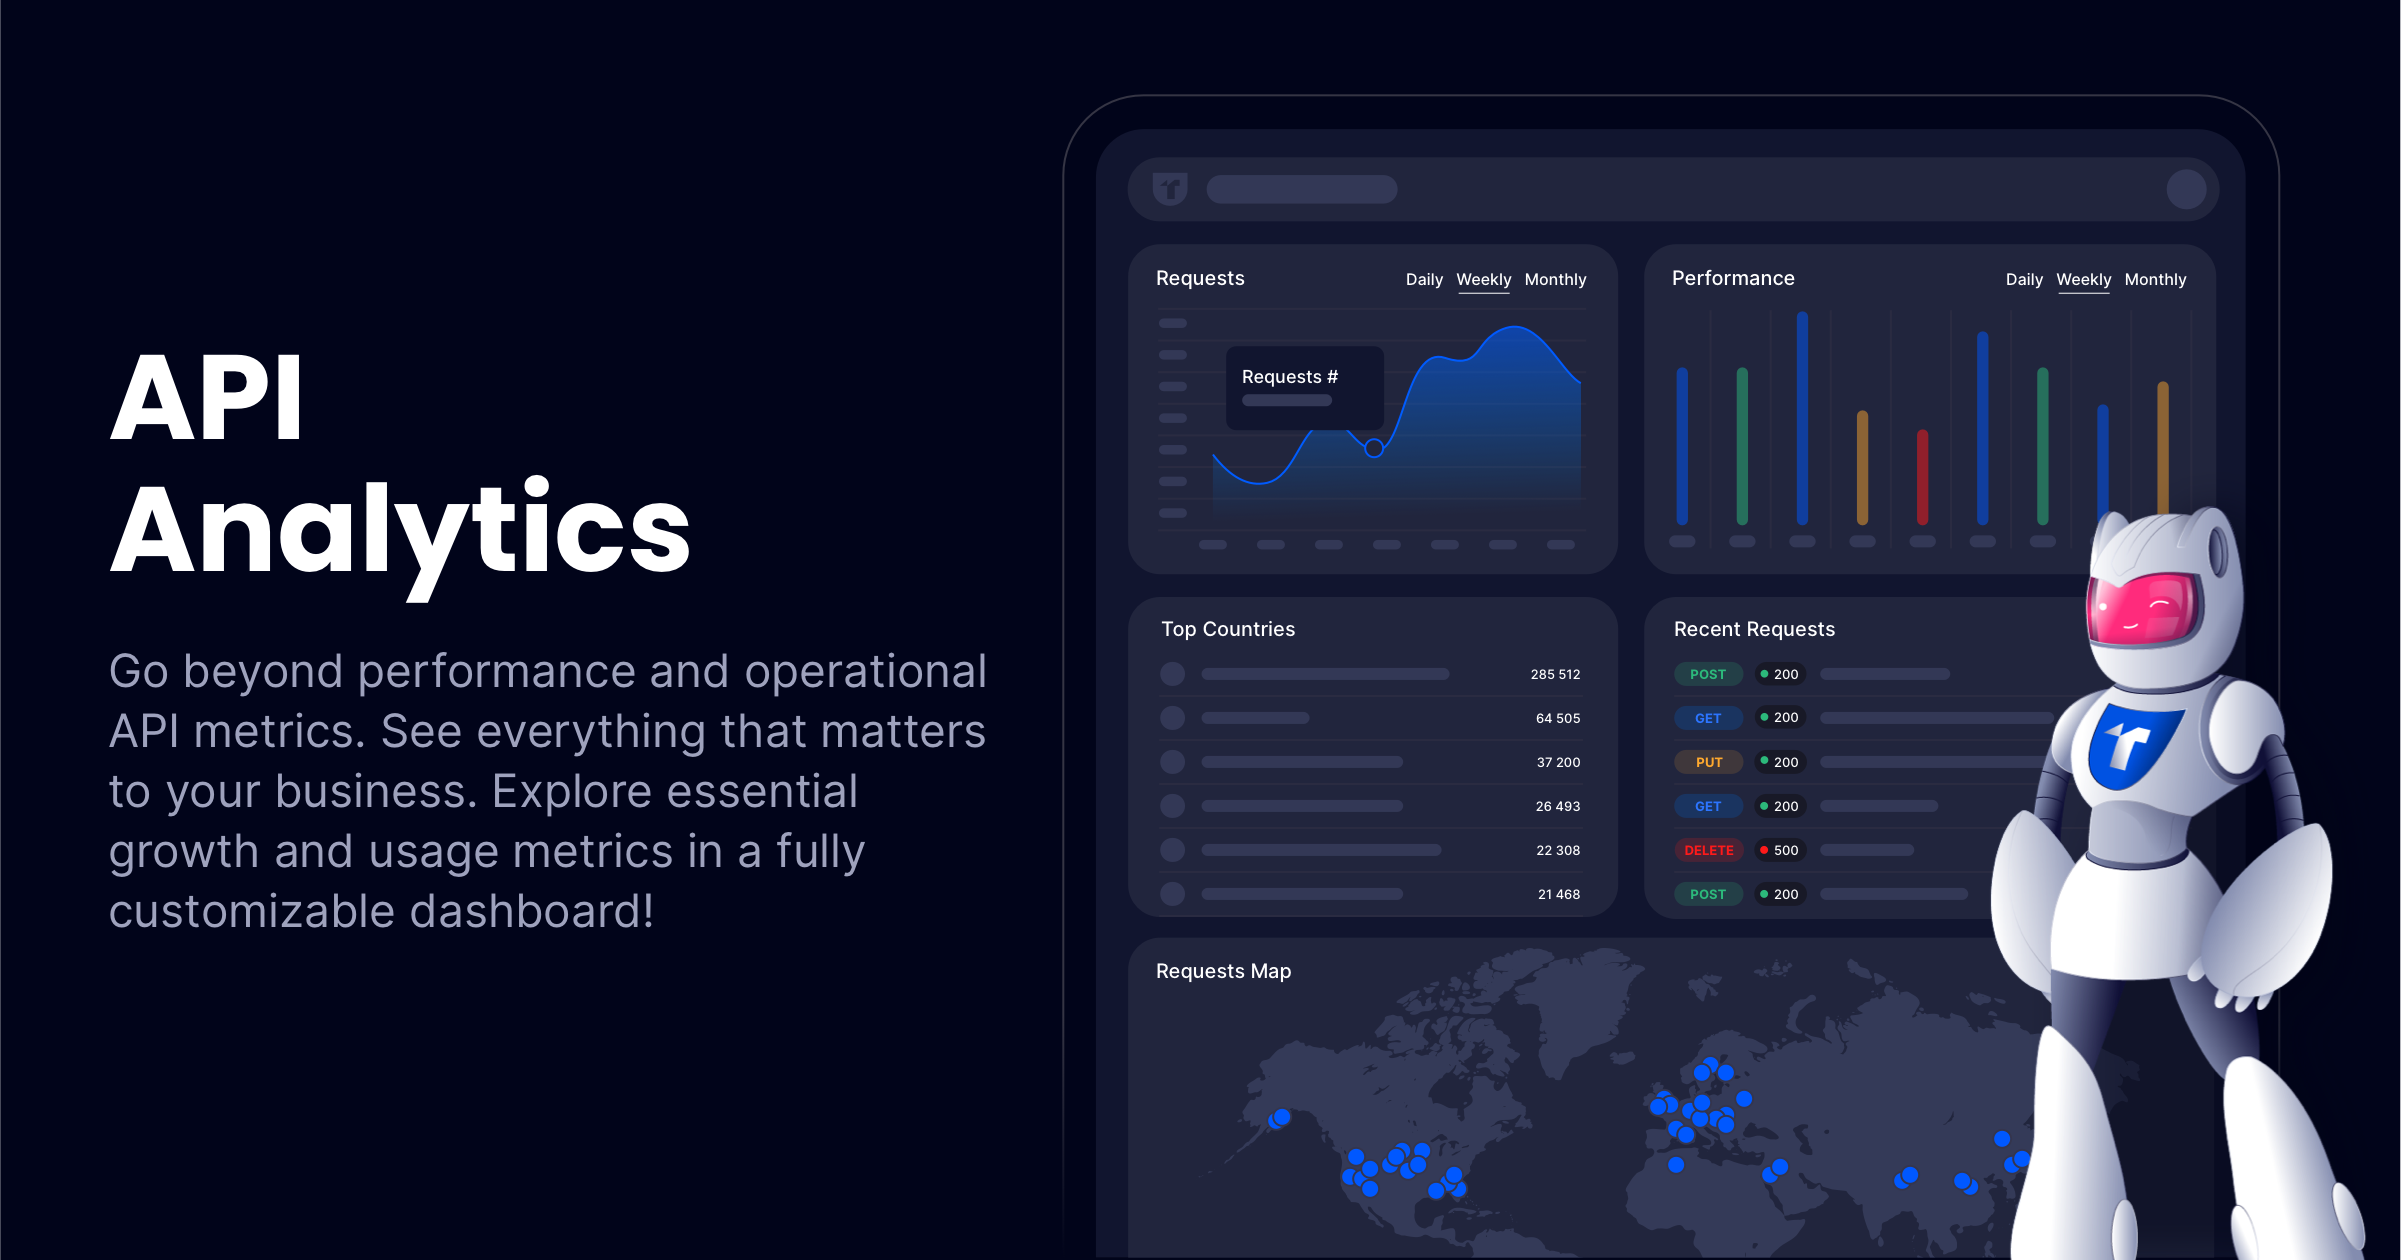 API
Analytics
Go beyond performance and operational
API metrics. See everything that matters
to your business. Explore essential
growth and usage metrics in a fully
customizable dashboard!
Requests
Daily Weekly Monthly
Requests #
Performance
Daily Weekly Monthly
Top Countries
285 512
64 505
37 200
26 493
22 308
21 468
Recent Requests
POST 200
GET 200
PUT 200
GET 200
DELETE 500
POST 200
Requests Map